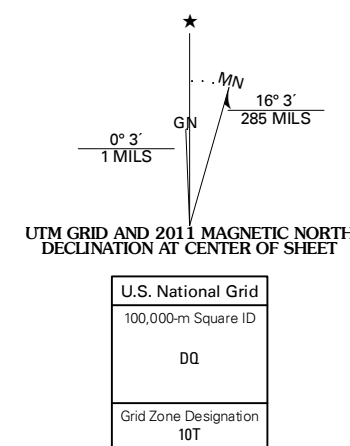 ★
...MN
16° 3´
285 MILS
GN
0° 3´
1 MILS
UTM GRID AND 2011 MAGNETIC NORTH
DECLINATION AT CENTER OF SHEET
U.S. National Grid
100,000-m Square ID
DQ
Grid Zone Designation
10T